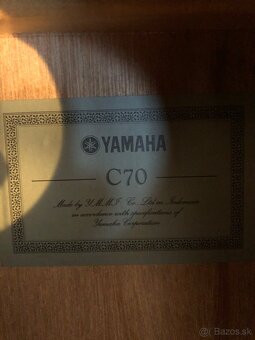 YAMAHA
C70
Made by Y.M.M.I Co., Ltd in Indonesia
in accordance with specifications of
Yamaha Corporation
© Bazos.sk